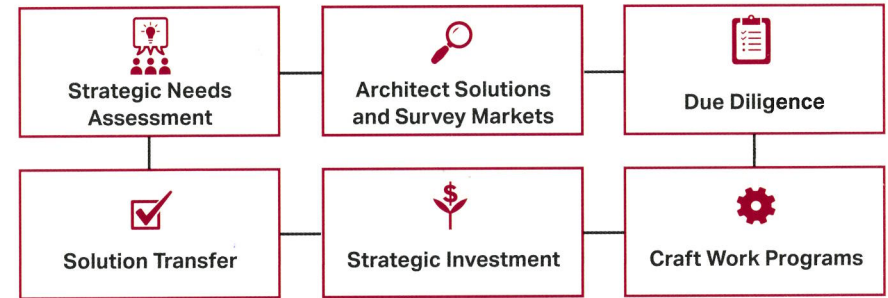 Strategic Needs
Assessment
Architect Solutions
and Survey Markets
Due Diligence
Solution Transfer
$
Strategic Investment
Craft Work Programs